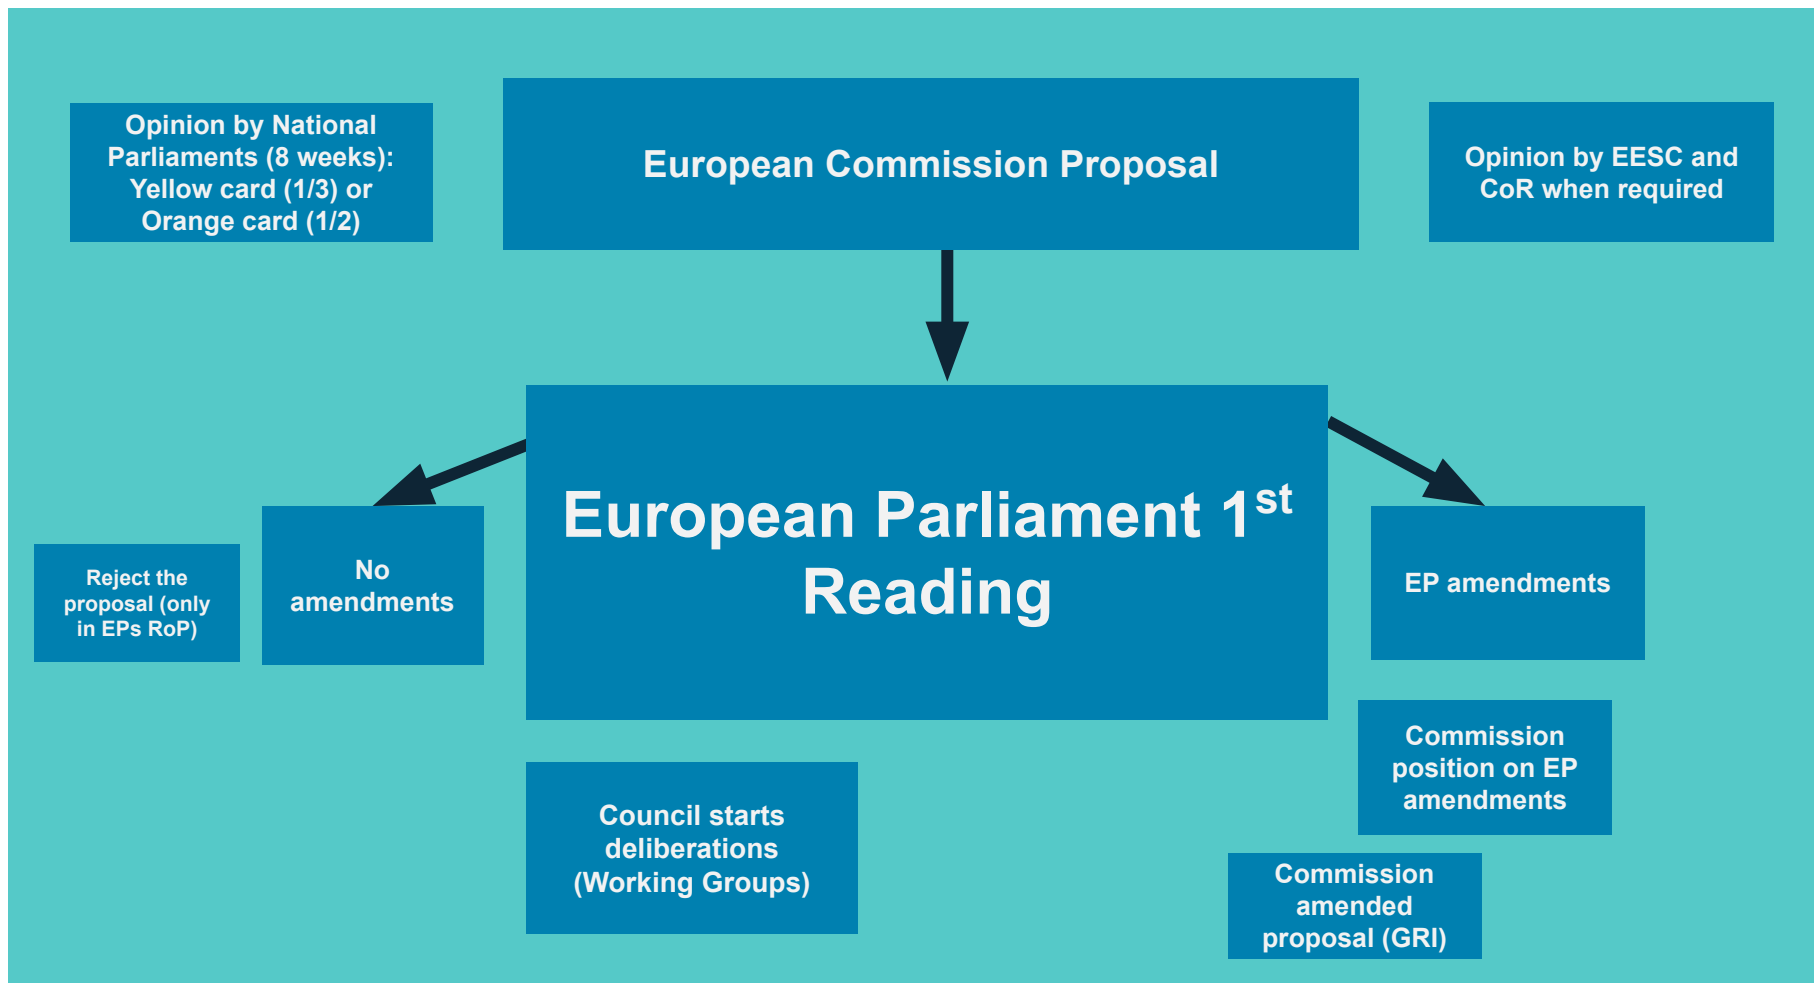 Opinion by National
Parliaments (8 weeks):
Yellow card (1/3) or
Orange card (1/2)
European Commission Proposal
Opinion by EESC and
CoR when required
European Parliament 1st
Reading
Reject the
proposal (only
in EPs RoP)
No
amendments
EP amendments
Commission
position on EP
amendments
Council starts
deliberations
(Working Groups)
Commission
amended
proposal (GRI)